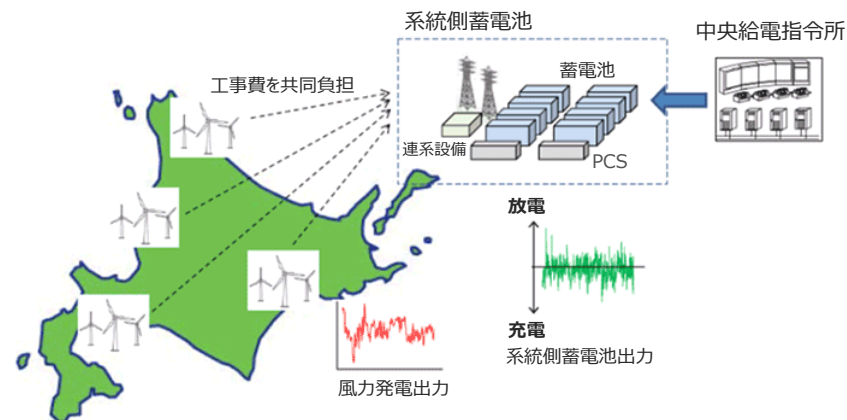 系統側蓄電池
中央給電指令所
工事費を共同負担
蓄電池
連系設備
PCS
放電
充電
系統側蓄電池出力
風力発電出力